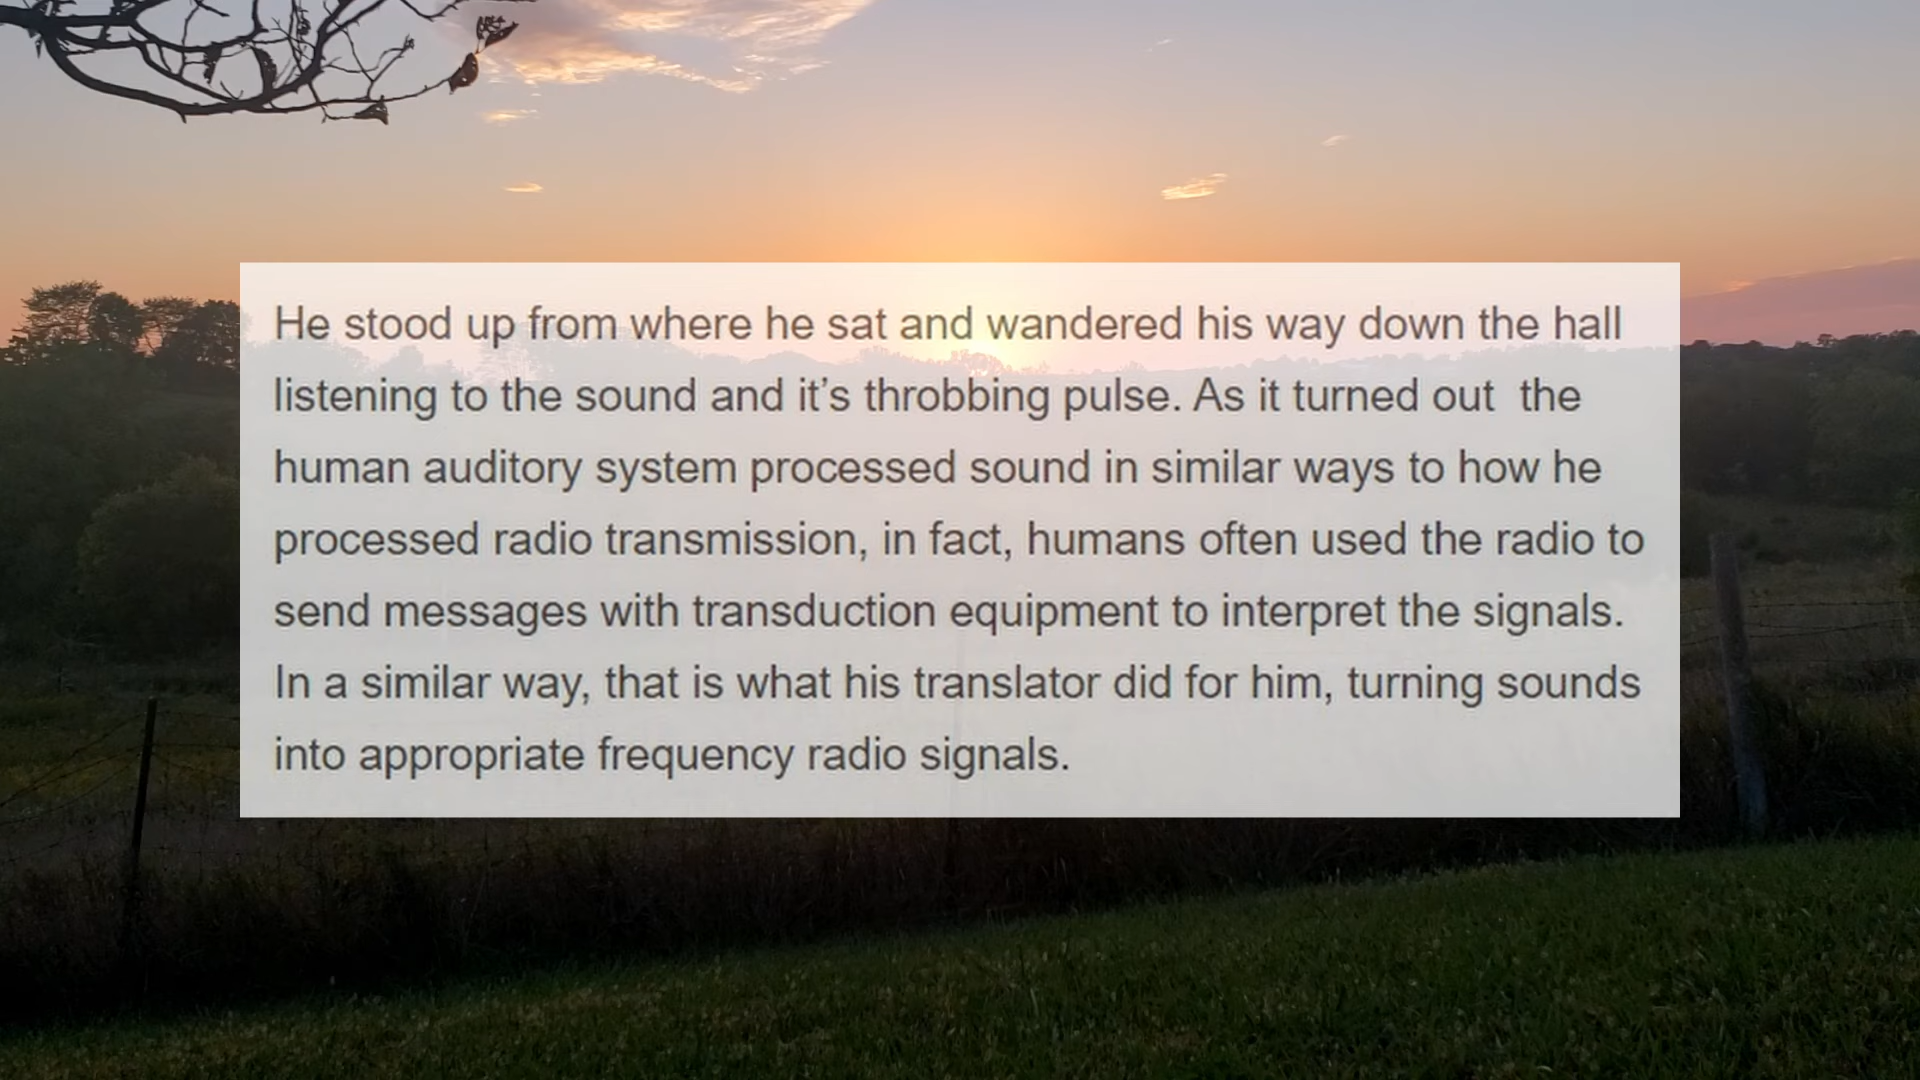 He stood up from where he sat and wandered his way down the hall
listening to the sound and it’s throbbing pulse. As it turned out  the
human auditory system processed sound in similar ways to how he
processed radio transmission, in fact, humans often used the radio to
send messages with transduction equipment to interpret the signals.
In a similar way, that is what his translator did for him, turning sounds
into appropriate frequency radio signals.